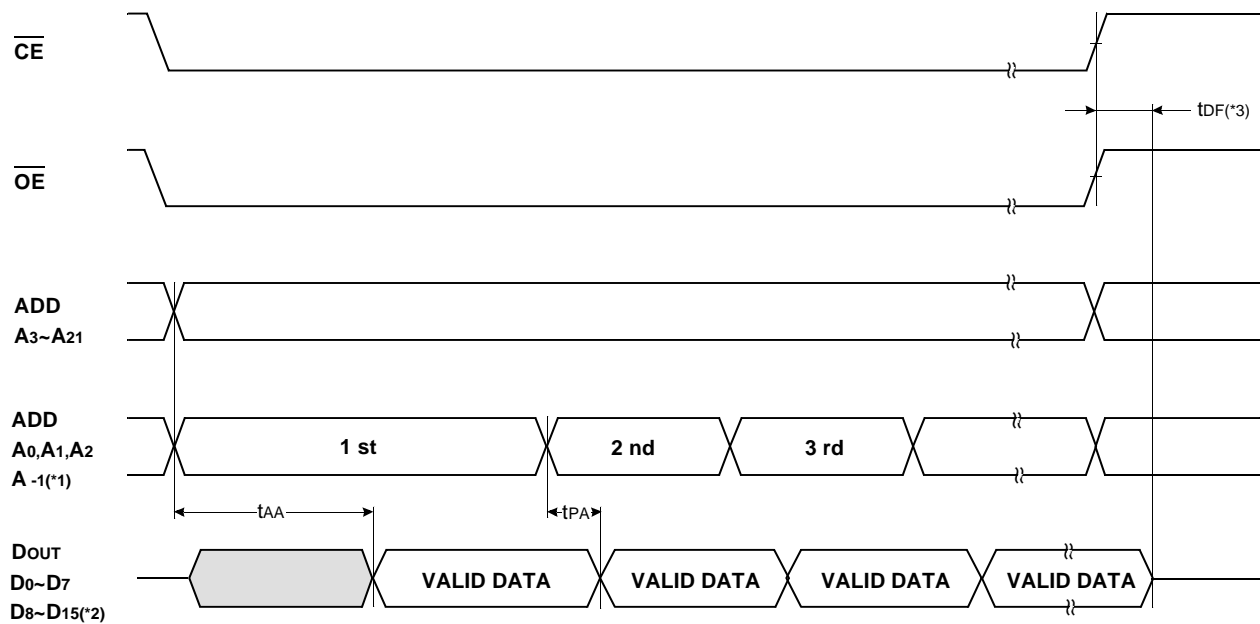 CE
tDF(*3)
OE
ADD
A3~A21
ADD
A0,A1,A2
A -1(*1)
1 st
2 nd
3 rd
tAA
tPA
DOUT
D0~D7
D8~D15(*2)
VALID DATA
VALID DATA
VALID DATA
VALID DATA